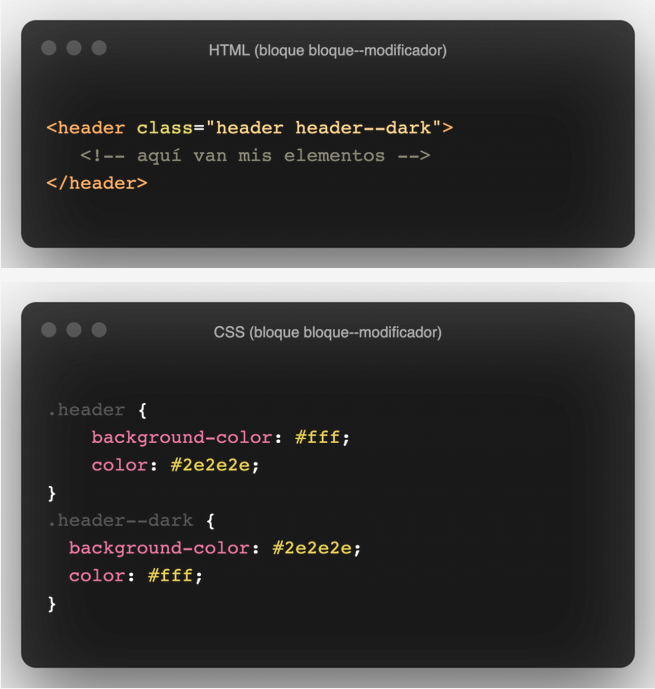 HTML (bloque bloque--modificador)
<header class="header header--dark">
<!-- aquí van mis elementos -->
</header>
CSS (bloque bloque--modificador)
.header {
background-color: #fff;
color: #2e2e2e;
}
.header--dark {
background-color: #2e2e2e;
color: #fff;
}